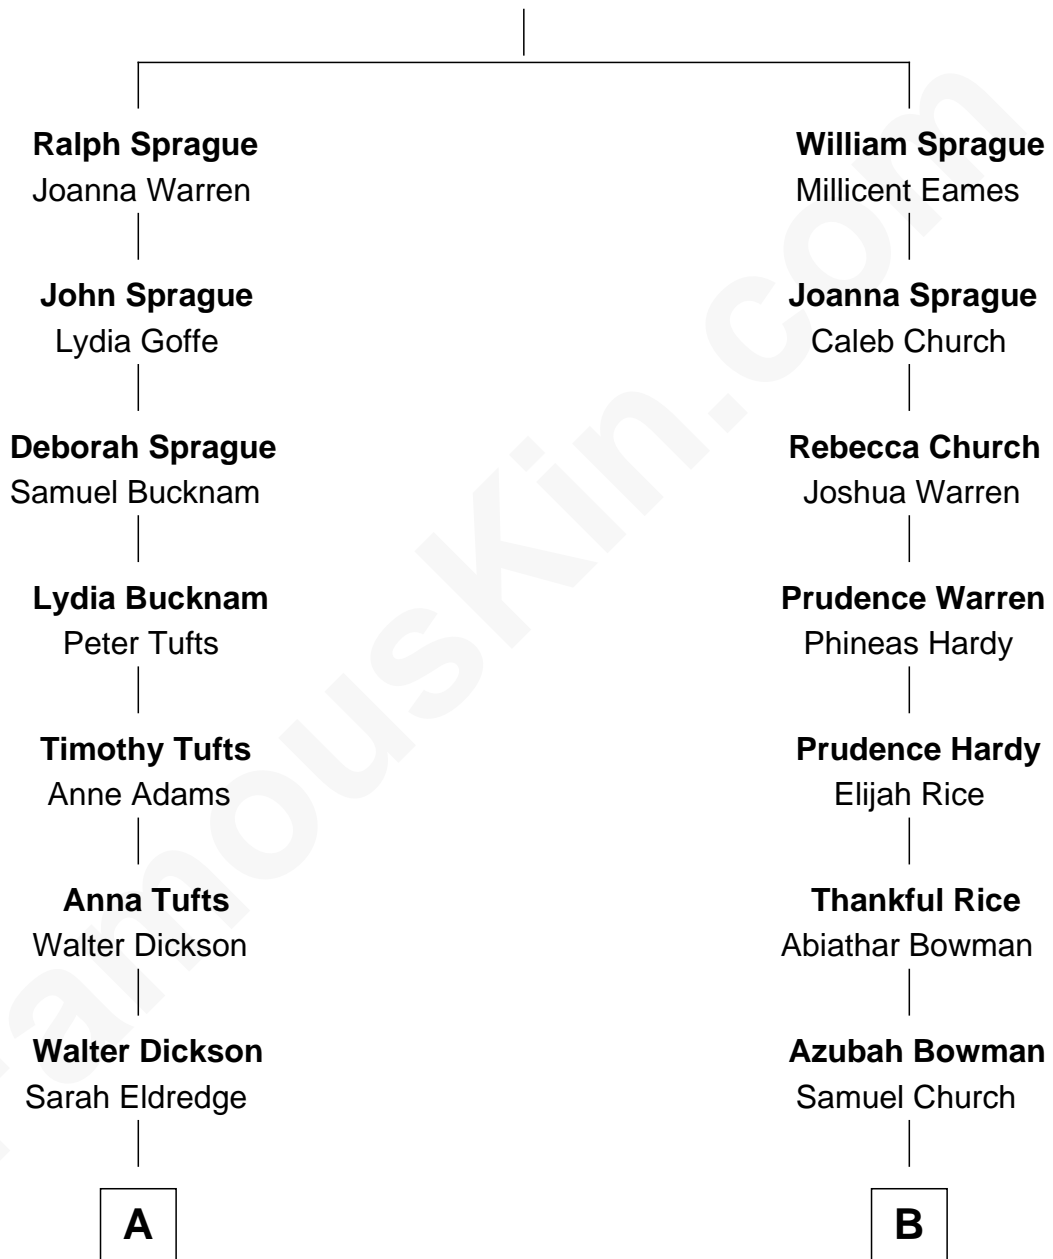 Ralph Sprague
Joanna Warren
John Sprague
Lydia Goffe
Deborah Sprague
Samuel Bucknam
Lydia Bucknam
Peter Tufts
Timothy Tufts
Anne Adams
Anna Tufts
Walter Dickson
Walter Dickson
Sarah Eldredge
A
William Sprague
Millicent Eames
Joanna Sprague
Caleb Church
Rebecca Church
Joshua Warren
Prudence Warren
Phineas Hardy
Prudence Hardy
Elijah Rice
Thankful Rice
Abiathar Bowman
Azubah Bowman
Samuel Church
B
FamousKin.com